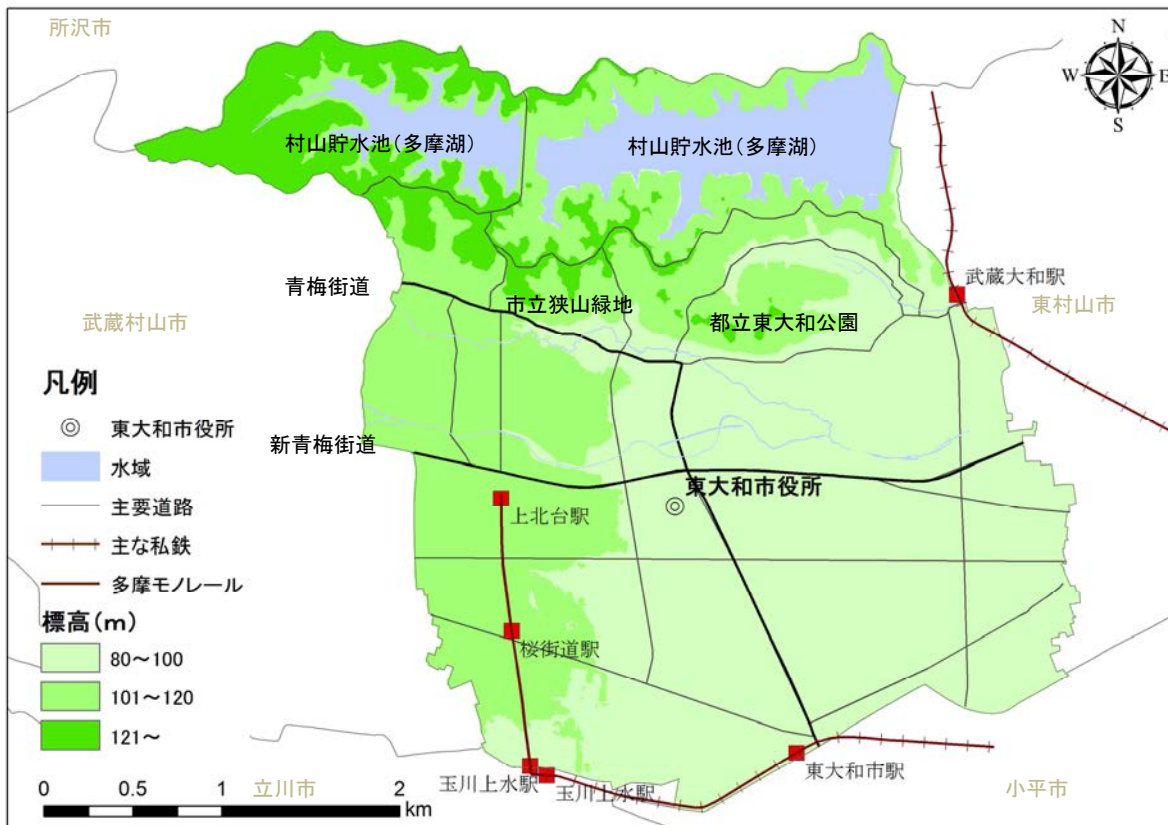 所沢市
N
W
E
S
村山貯水池(多摩湖)
村山貯水池(多摩湖)
武蔵大和駅
青梅街道
市立狭山緑地
東村山市
武蔵村山市
都立東大和公園
凡例
東大和市役所
水域
主要道路
主な私鉄
多摩モノレール
標高(m)
80~100
101~120
121~
新青梅街道
東大和市役所
上北台駅
桜街道駅
東大和市駅
玉川上水駅
玉川上水駅
立川市
小平市
0
1
2
km